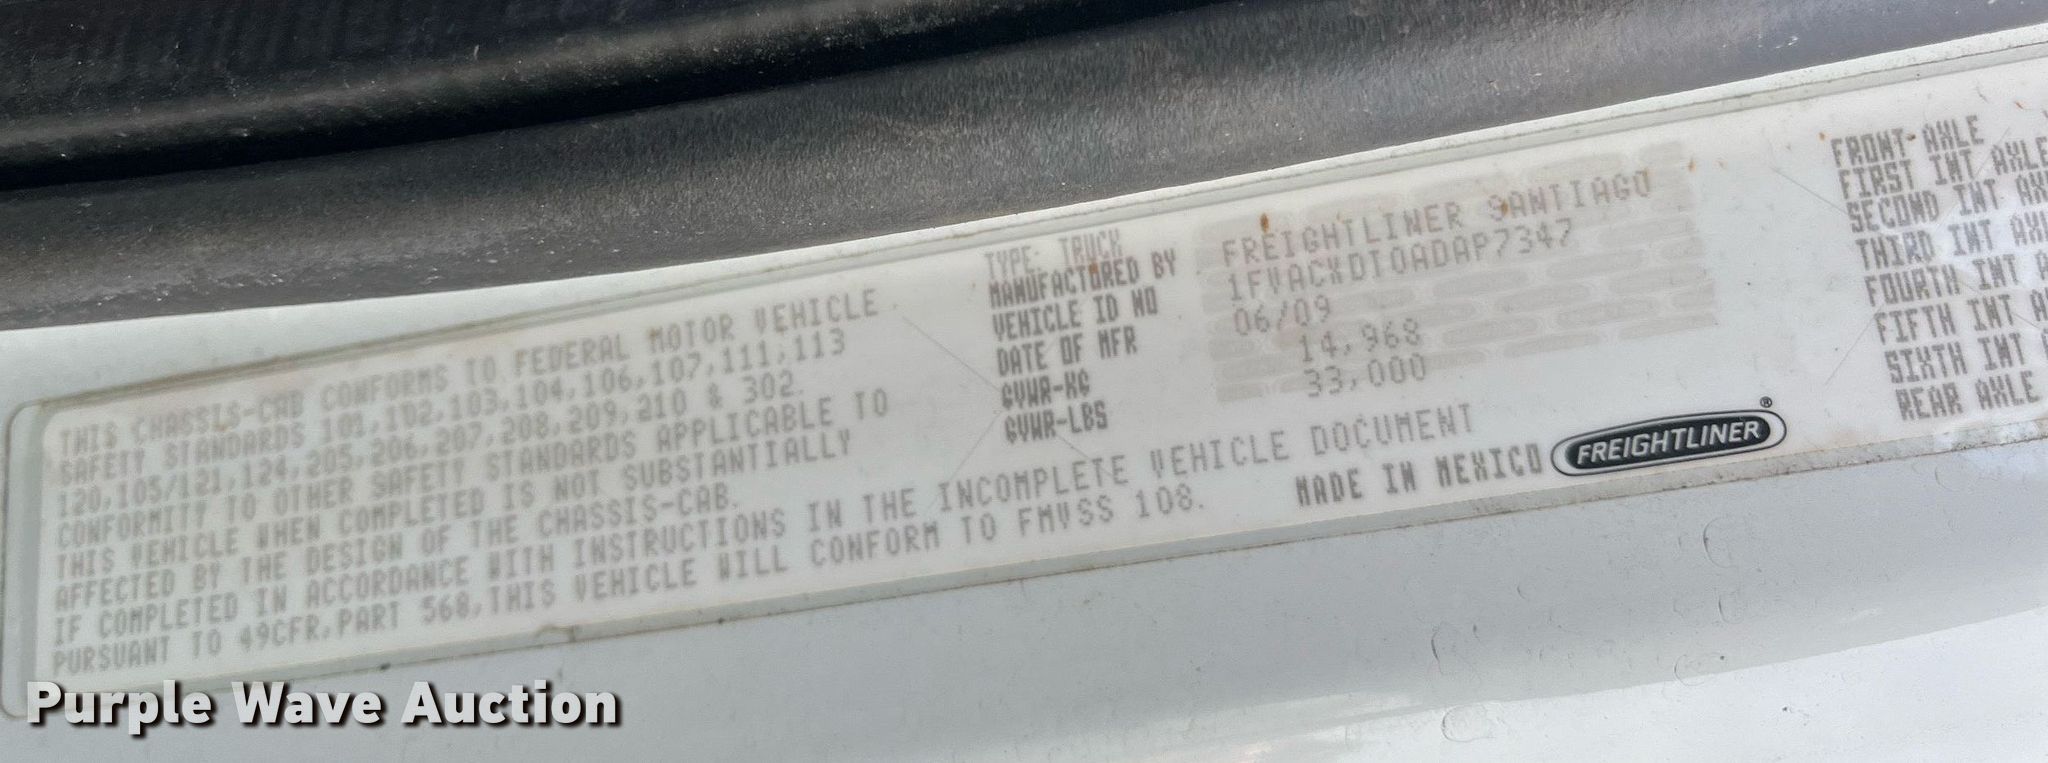 THIS CHASSIS-CAB CONFORMS TO FEDERAL MOTOR VEHICLE
SAFETY STANDARDS 101,102,103,104,106,107,111,113
120,105/121,124,205,206,207,208,209,210 & 302.
CONFORMITY TO OTHER SAFETY STANDARDS APPLICABLE TO
THIS VEHICLE WHEN COMPLETED IS NOT SUBSTANTIALLY
AFFECTED BY THE DESIGN OF THE CHASSIS-CAB.
IF COMPLETED IN ACCORDANCE WITH INSTRUCTIONS IN THE INCOMPLETE VEHICLE DOCUMENT
PURSUANT TO 49CFR,PART 568,THIS VEHICLE WILL CONFORM TO FMVSS 108.
TYPE: TRUCK
MANUFACTURED BY FREIGHTLINER SANTIAGO
VEHICLE ID NO 1FVACXDT0ADAP7347
DATE OF MFR 06/09
GVWR-KG 14,968
GVWR-LBS 33,000
MADE IN MEXICO FREIGHTLINER®
FRONT AXLE
FIRST INT AXLE
SECOND INT AX
THIRD INT AX
FOURTH INT A
FIFTH INT A
SIXTH INT
REAR AXLE
Purple Wave Auction